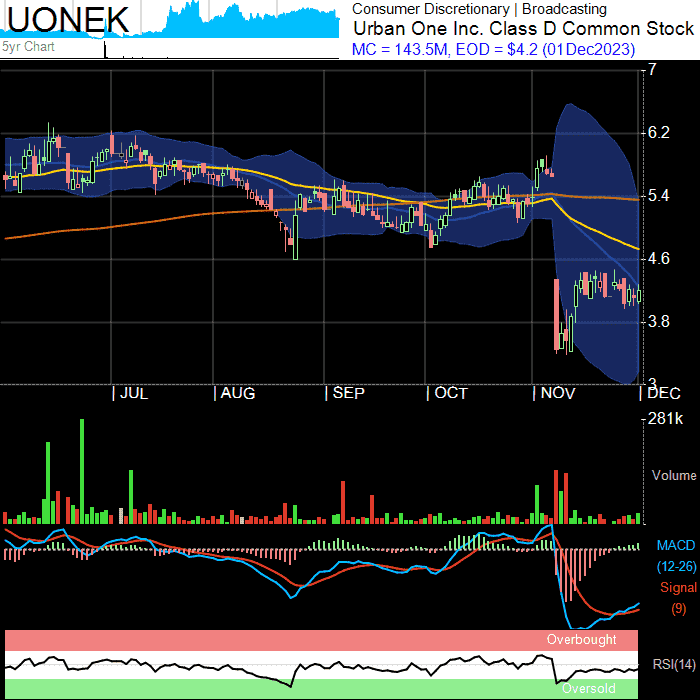 UONEK
5yr Chart
Consumer Discretionary | Broadcasting
Urban One Inc. Class D Common Stock
MC = 143.5M, EOD = $4.2 (01Dec2023)
7
6.2
5.4
4.6
3.8
3
| JUL
| AUG
| SEP
| OCT
| NOV
| DEC
281k
Volume
MACD
(12-26)
Signal
(9)
Overbought
RSI(14)
Oversold